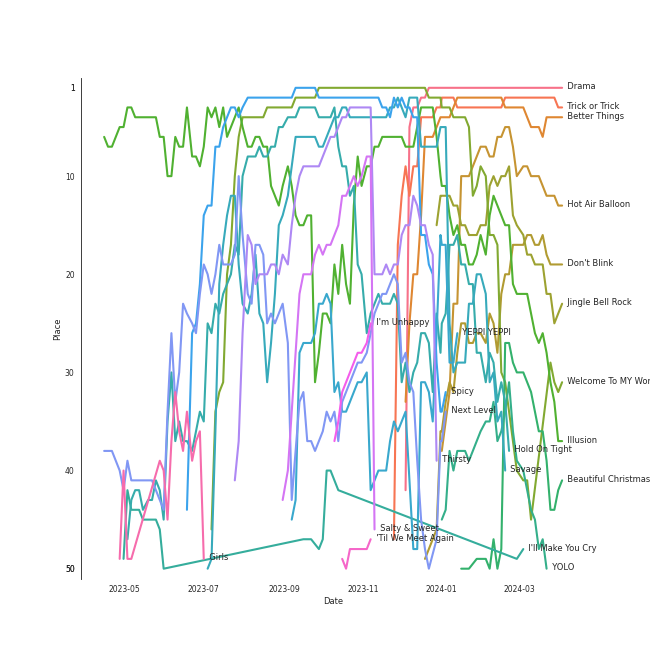 1
10
20
30
40
50
Place
2023-05
2023-07
2023-09
2023-11
2024-01
2024-03
Date
Drama
Trick or Trick
Better Things
Hot Air Balloon
Don't Blink
Jingle Bell Rock
I'm Unhappy
YEPPI YEPPI
Welcome To MY Wor
Spicy
Next Level
Illusion
Hold On Tight
Thirsty
Savage
Beautiful Christmas
Salty & Sweet
'Til We Meet Again
I'll Make You Cry
Girls
YOLO